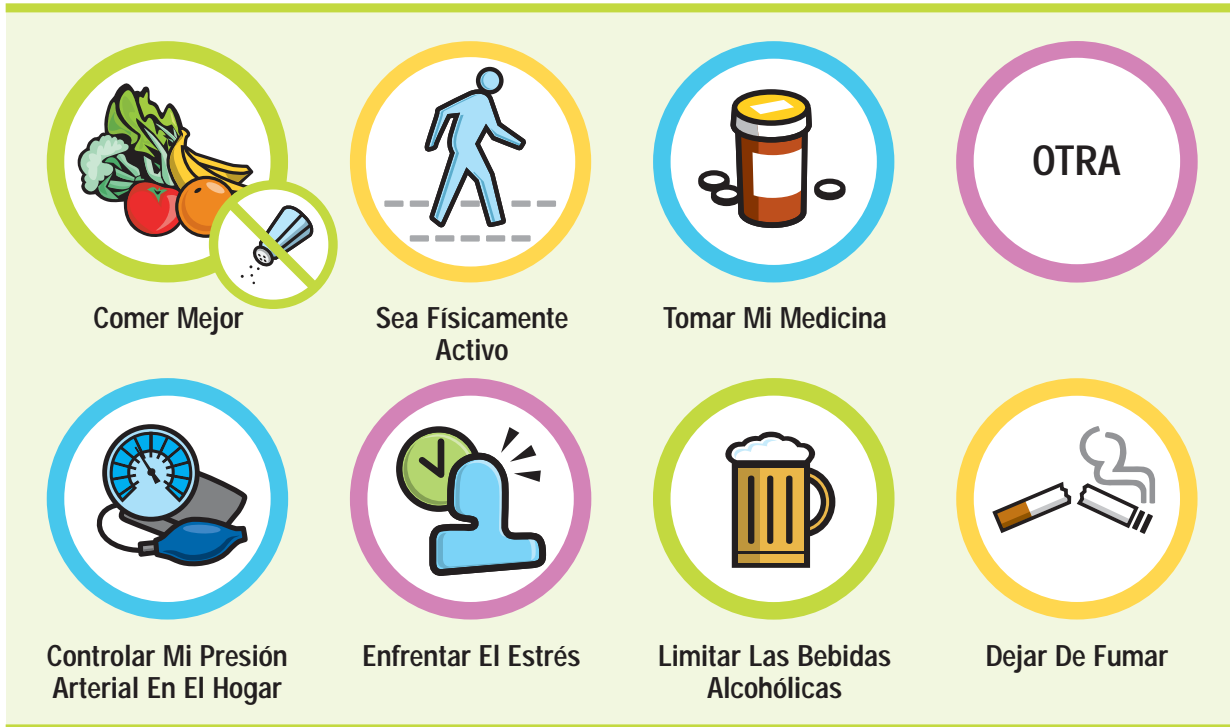 OTRA
Comer Mejor
Sea Físicamente
Activo
Tomar Mi Medicina
Controlar Mi Presión
Arterial En El Hogar
Enfrentar El Estrés
Limitar Las Bebidas
Alcohólicas
Dejar De Fumar